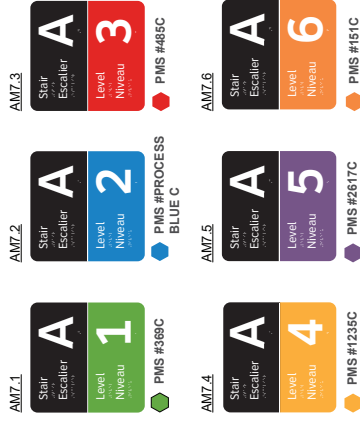 AM7.1
Stair
Escalier
A
Level
Niveau
1
PMS #369C
AM7.2
Stair
Escalier
A
Level
Niveau
2
PMS #PROCESS
BLUE C
AM7.3
Stair
Escalier
A
Level
Niveau
3
PMS #485C
AM7.4
Stair
Escalier
A
Level
Niveau
4
PMS #1235C
AM7.5
Stair
Escalier
A
Level
Niveau
5
PMS #2617C
AM7.6
Stair
Escalier
A
Level
Niveau
6
PMS #151C